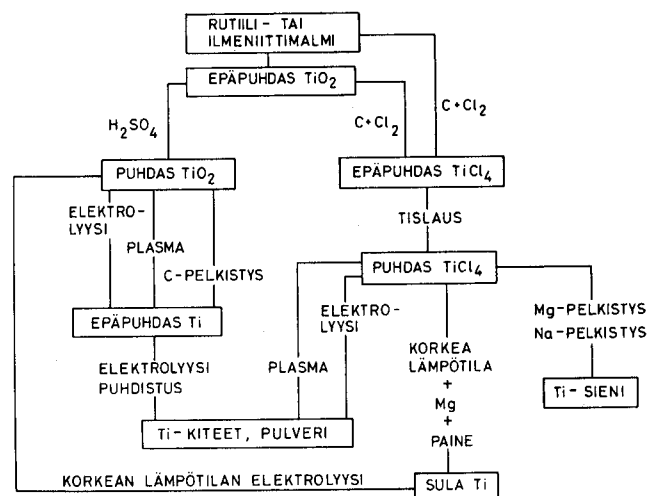 RUTIILI- TAI
ILMENIITTIMALMI
EPÄPUHDAS TiO2
H2SO4
C+Cl2
C+Cl2
PUHDAS TiO2
EPÄPUHDAS TiCl4
ELEKTRO-
LYYSI
PLASMA
C-PELKISTYS
TISLAUS
PUHDAS TiCl4
EPÄPUHDAS Ti
ELEKTRO-
LYYSI
Mg-PELKISTYS
Na-PELKISTYS
ELEKTROLYYSI
PUHDISTUS
PLASMA
KORKEA
LÄMPÖTILA
+
Mg
+
PAINE
Ti-SIENI
Ti-KITEET, PULVERI
KORKEAN LÄMPÖTILAN ELEKTROLYYSI
SULA Ti